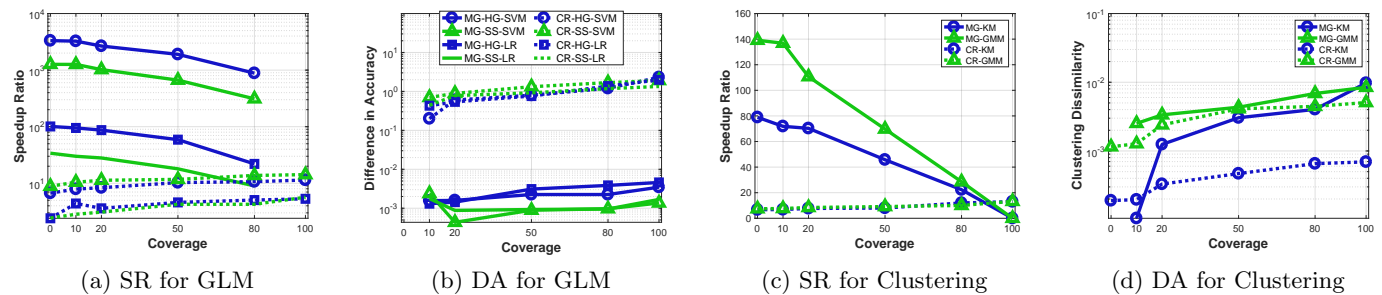 10^4
10^3
10^2
10^1
Speedup Ratio
0 10 20 50 80 100
Coverage
(a) SR for GLM
MG-HG-SVM
MG-SS-SVM
MG-HG-LR
MG-SS-LR
CR-HG-SVM
CR-SS-SVM
CR-HG-LR
CR-SS-LR
10^2
10^1
10^0
10^-1
10^-2
10^-3
Difference in Accuracy
0 10 20 50 80 100
Coverage
(b) DA for GLM
MG-KM
MG-GMM
CR-KM
CR-GMM
160
140
120
100
80
60
40
20
0
Speedup Ratio
0 10 20 50 80 100
Coverage
(c) SR for Clustering
MG-KM
MG-GMM
CR-KM
CR-GMM
10^-1
10^-2
10^-3
Clustering Dissimilarity
0 10 20 50 80 100
Coverage
(d) DA for Clustering